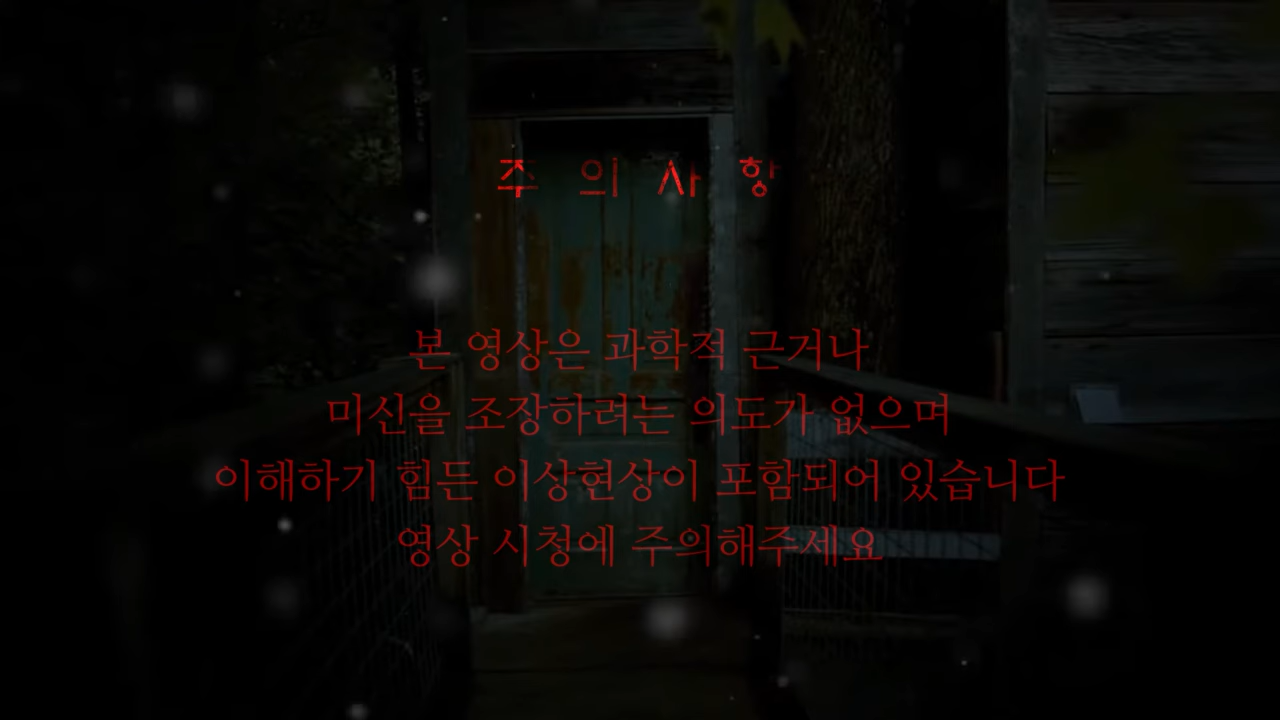 주 의 사 항
본 영상은 과학적 근거나
미신을 조장하려는 의도가 없으며
이해하기 힘든 이상현상이 포함되어 있습니다
영상 시청에 주의해주세요